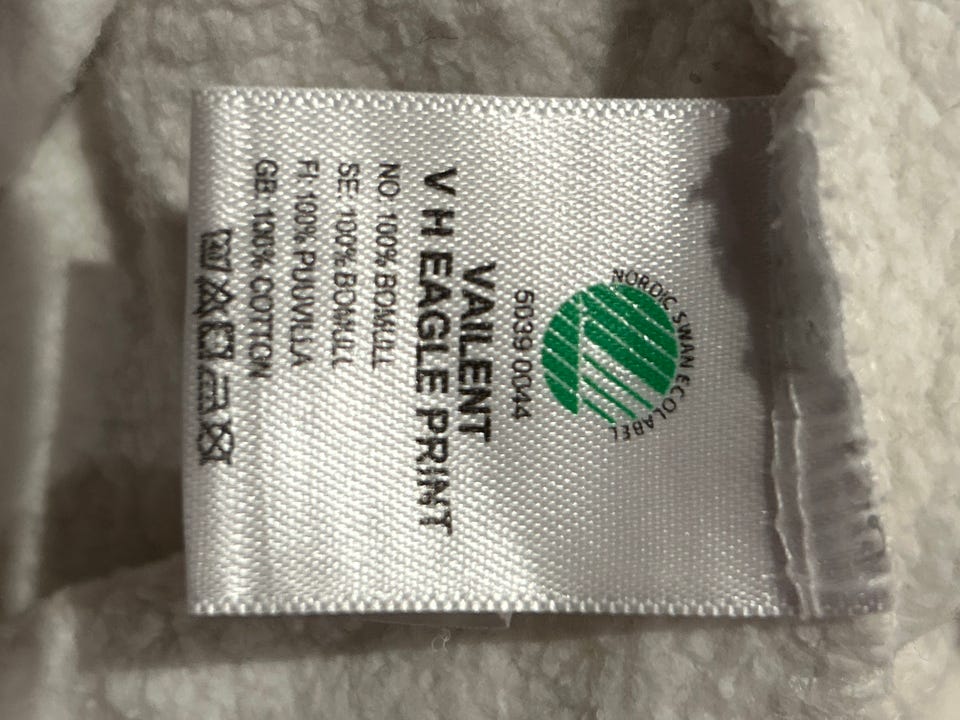 NORDIC SWAN ECOLABEL
5039 0044
VAILENT
V H EAGLE PRINT
NO: 100% BOMULL
SE: 100% BOMULL
FI: 100% PUUVILLA
GB: 100% COTTON